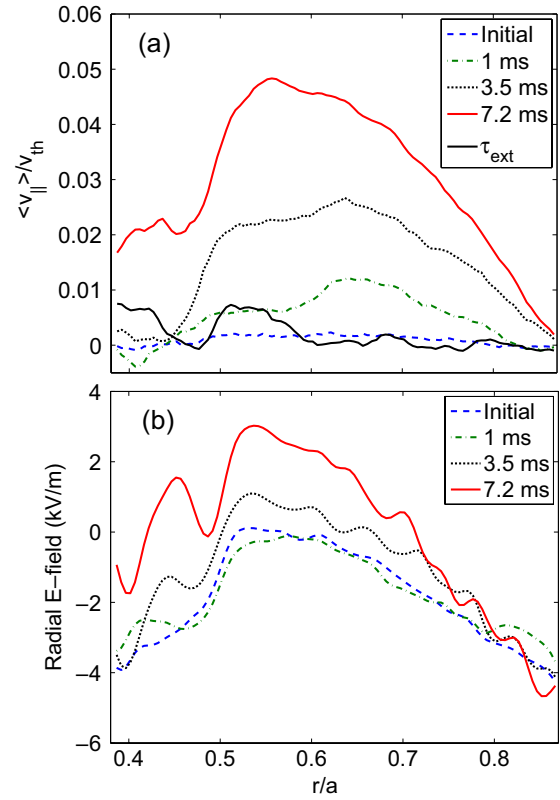 (a)
Initial
1 ms
3.5 ms
7.2 ms
τext
0.06
0.05
0.04
0.03
0.02
0.01
0
<v||>/vth
(b)
Initial
1 ms
3.5 ms
7.2 ms
4
2
0
−2
−4
−6
Radial E−field (kV/m)
0.4 0.5 0.6 0.7 0.8
r/a